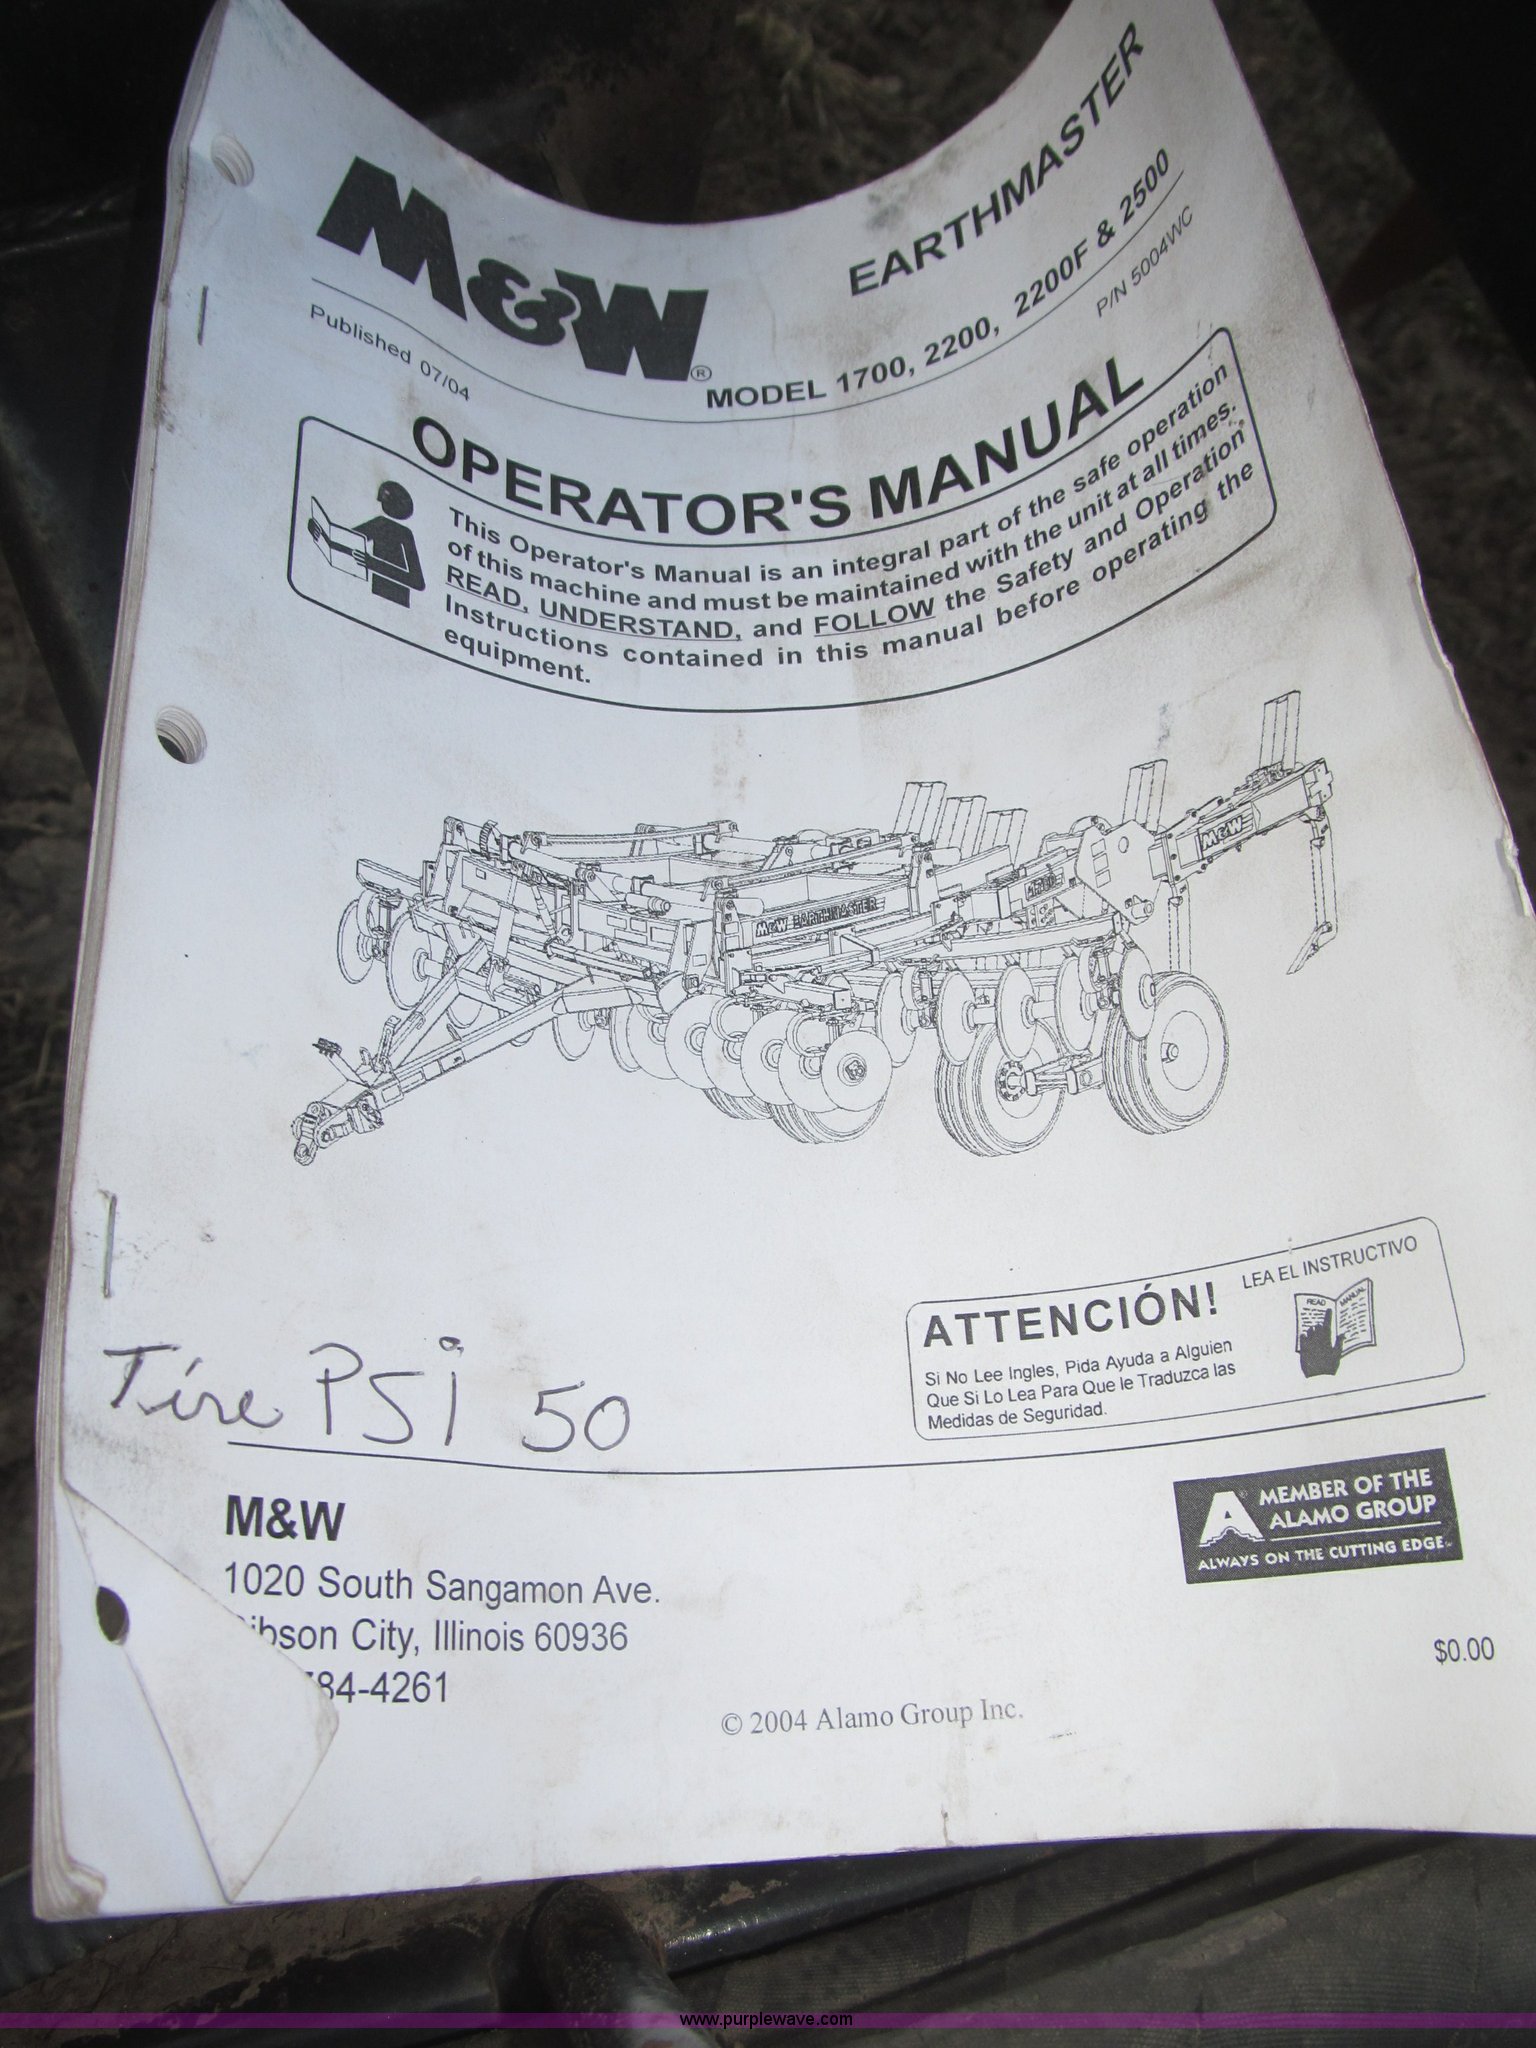 M&W®
EARTHMASTER
MODEL 1700, 2200, 2200F & 2500
Published 07/04
P/N 5004WC
OPERATOR'S MANUAL
This Operator's Manual is an integral part of the safe operation
of this machine and must be maintained with the unit at all times.
READ, UNDERSTAND, and FOLLOW the Safety and Operation
Instructions contained in this manual before operating the
equipment.
M&W EARTHMASTER
M&W
ATTENCIÓN!
LEA EL INSTRUCTIVO
Si No Lee Ingles, Pida Ayuda a Alguien
Que Si Lo Lea Para Que le Traduzca las
Medidas de Seguridad.
READ MANUAL
Tire PSi 50
M&W
1020 South Sangamon Ave.
City, Illinois 60936
84-4261
MEMBER OF THE
ALAMO GROUP
ALWAYS ON THE CUTTING EDGE
$0.00
© 2004 Alamo Group Inc.
www.purplewave.com